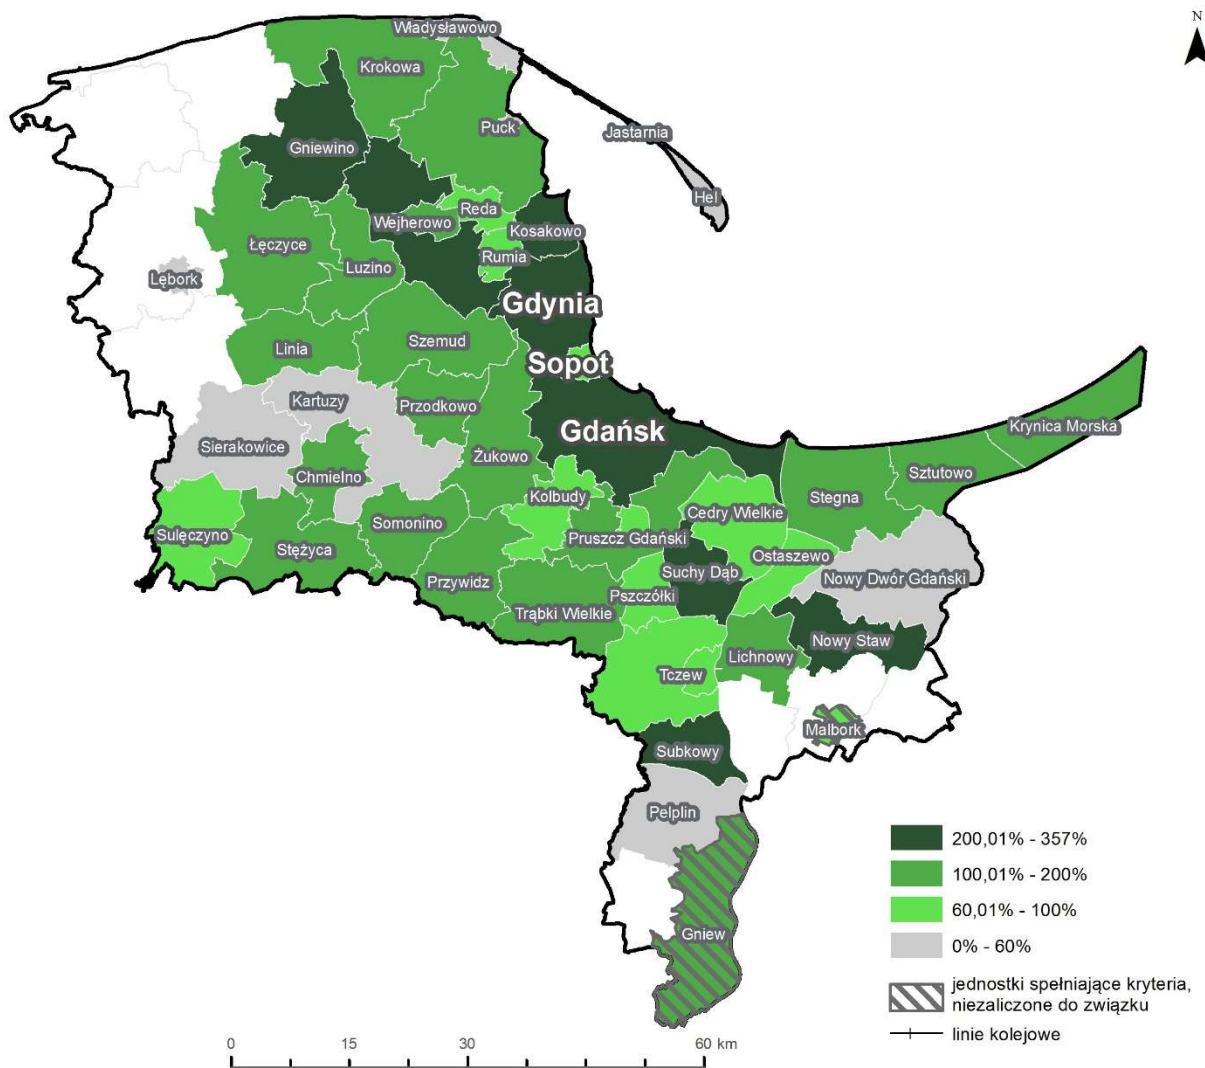 N
Władysławowo
Krokowa
Puck
Jastarnia
Gniewino
Hel
Reda
Wejherowo
Kosakowo
Łęczyce
Rumia
Luzino
Lębork
Gdynia
Szemud
Linia
Sopot
Kartuzy
Przodkowo
Krynica Morska
Gdańsk
Sierakowice
Żukowo
Chmielno
Sztutowo
Kolbudy
Stegna
Cedry Wielkie
Somonino
Sulęczyno
Pruszcz Gdański
Stężyca
Ostaszewo
Suchy Dąb
Nowy Dwór Gdański
Przywidz
Pszczółki
Trąbki Wielkie
Nowy Staw
Lichnowy
Tczew
Malbork
Subkowy
Pelplin
Gniew
200,01% - 357%
100,01% - 200%
60,01% - 100%
0% - 60%
jednostki spełniające kryteria,
niezaliczone do związku
linie kolejowe
0 15 30 60 km